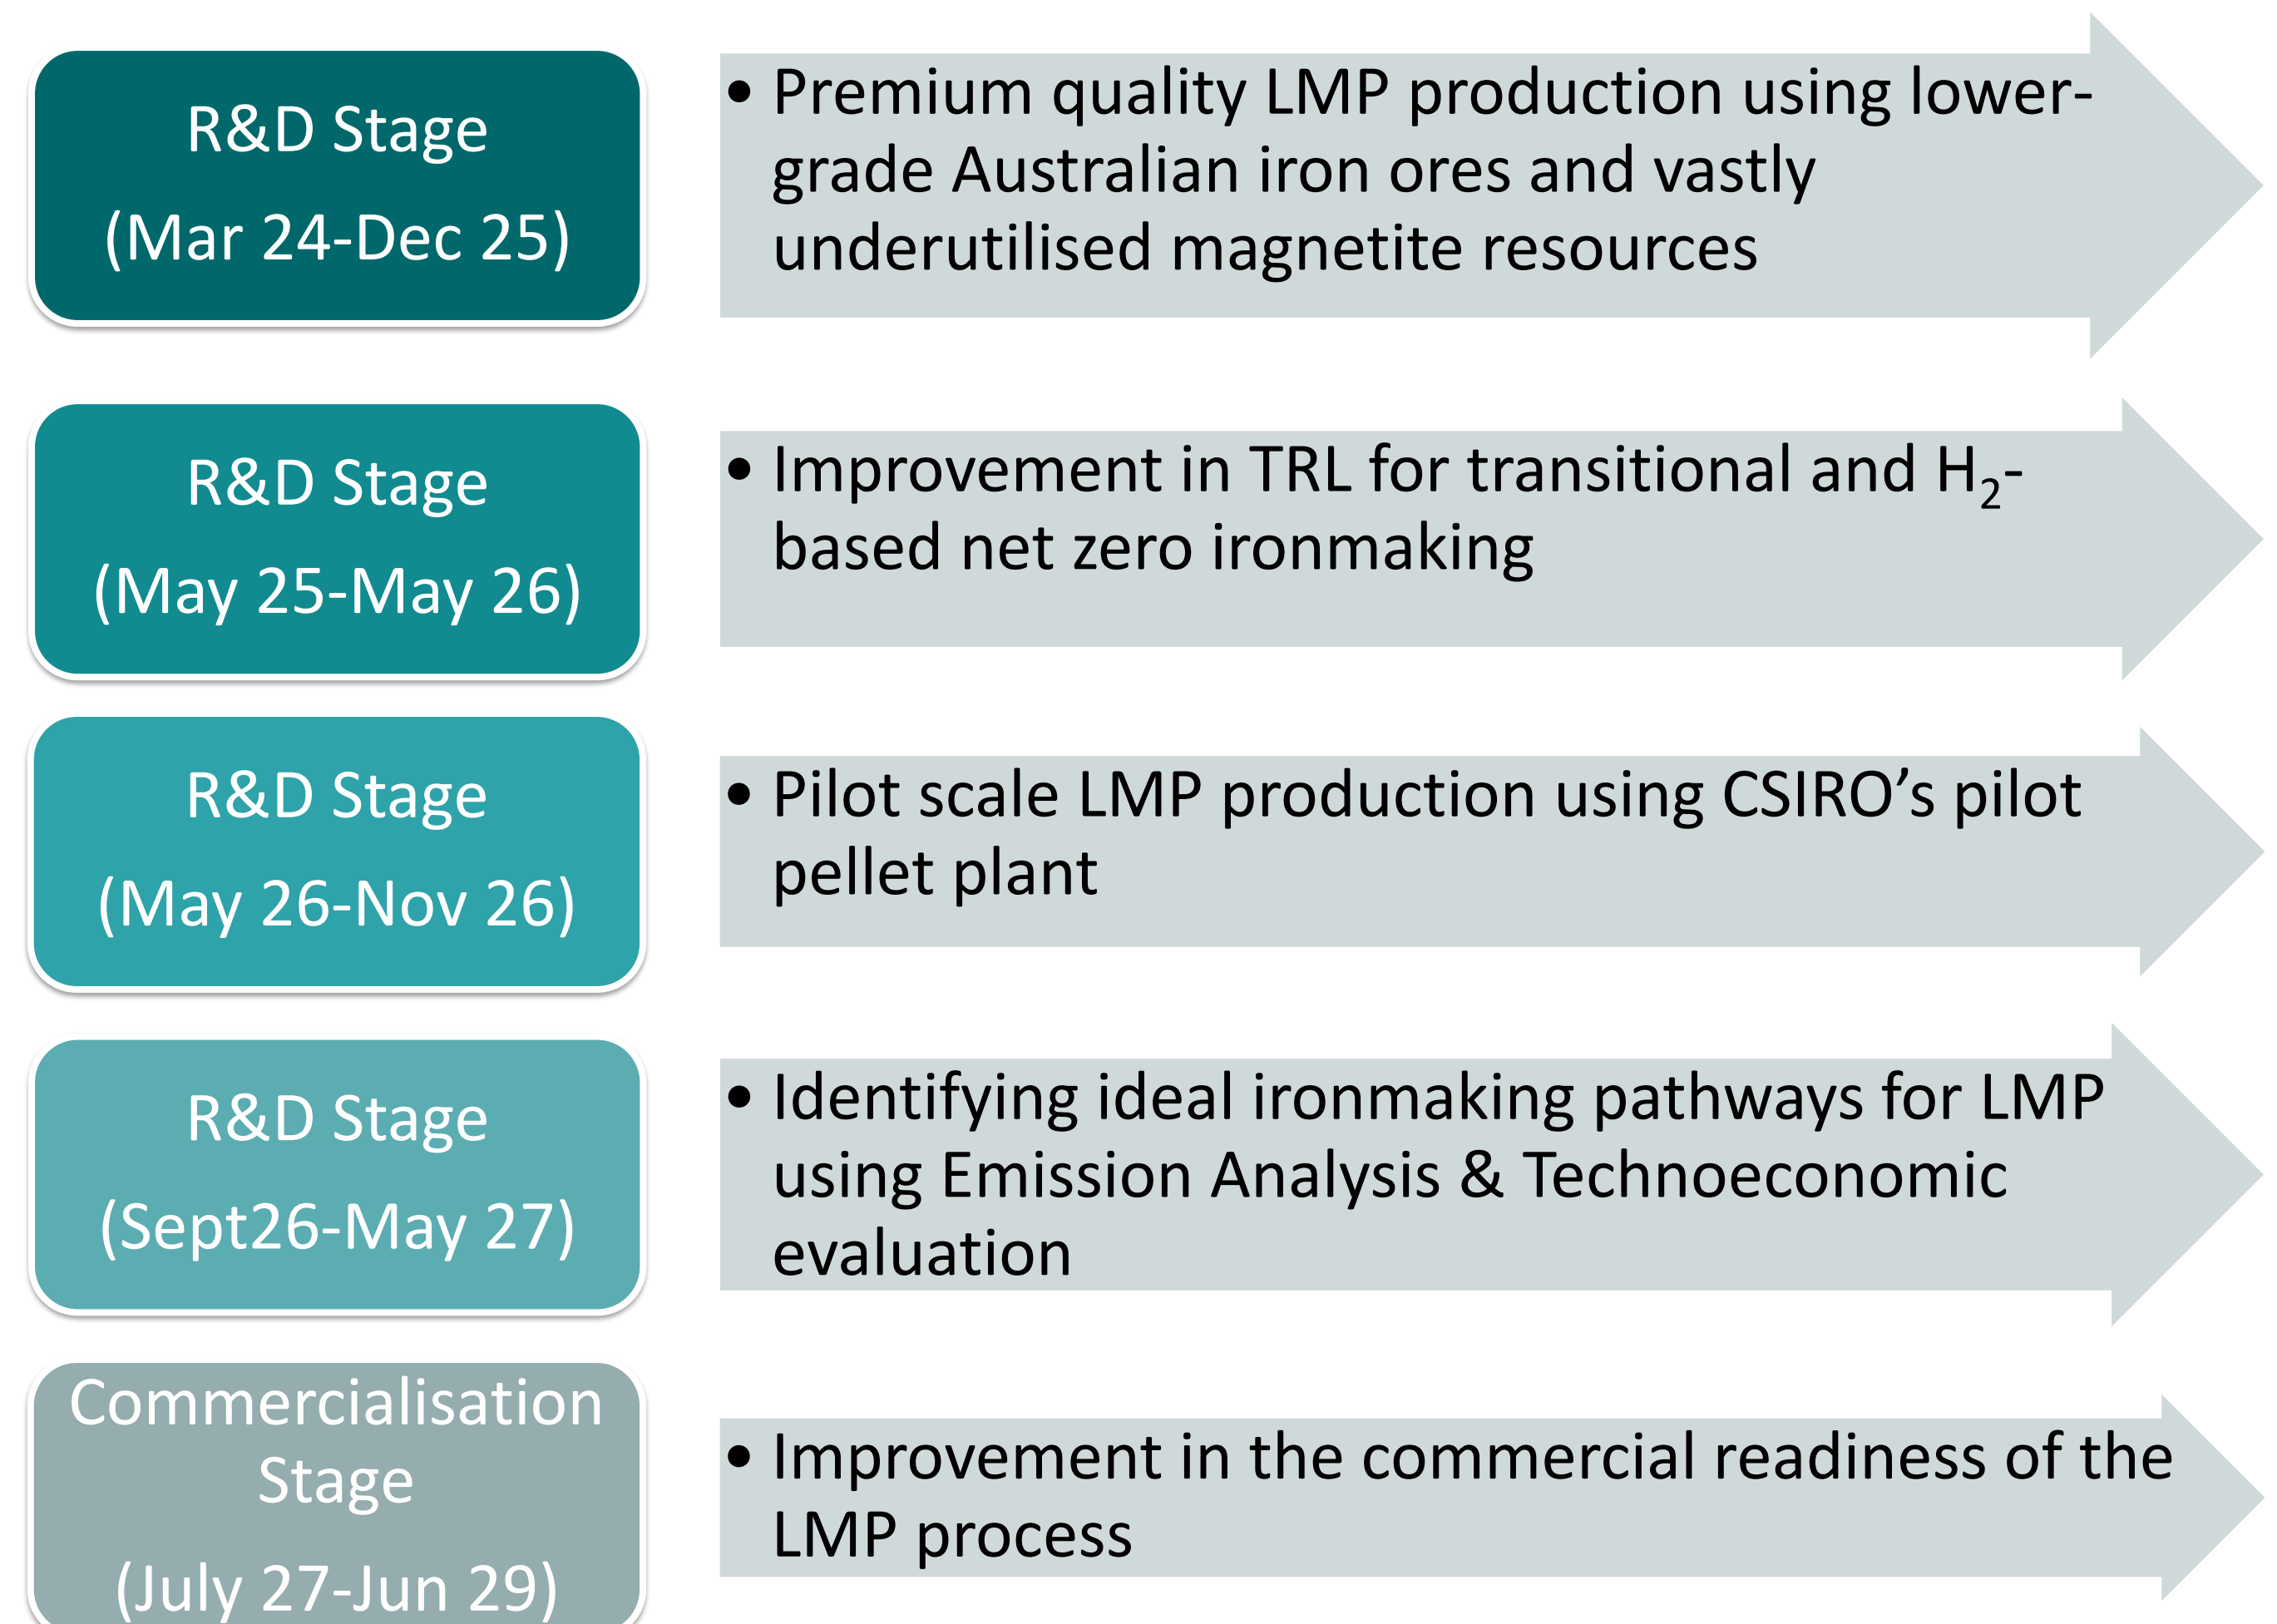 R&D Stage
(Mar 24-Dec 25)
• Premium quality LMP production using lower-
grade Australian iron ores and vastly
underutilised magnetite resources
R&D Stage
(May 25-May 26)
• Improvement in TRL for transitional and H₂-
based net zero ironmaking
R&D Stage
(May 26-Nov 26)
• Pilot scale LMP production using CSIRO’s pilot
pellet plant
R&D Stage
(Sept26-May 27)
• Identifying ideal ironmaking pathways for LMP
using Emission Analysis & Technoeconomic
evaluation
Commercialisation
Stage
(July 27-Jun 29)
• Improvement in the commercial readiness of the
LMP process